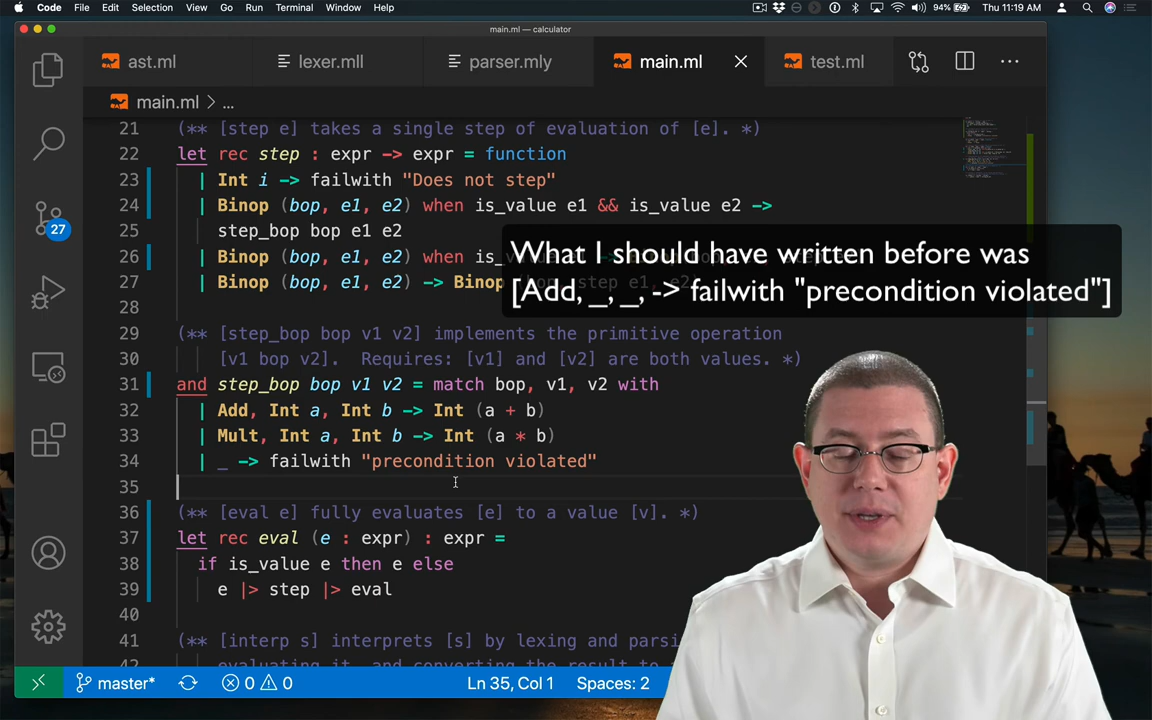 Code File Edit Selection View Go Run Terminal Window Help 94% Thu 11:19 AM
main.ml — calculator
ast.ml lexer.mll parser.mly main.ml test.ml
main.ml > ...
21 (** [step e] takes a single step of evaluation of [e]. *)
22 let rec step : expr -> expr = function
23 | Int i -> failwith "Does not step"
24 | Binop (bop, e1, e2) when is_value e1 && is_value e2 ->
25 step_bop bop e1 e2
26 | Binop (bop, e1, e2) when is_
27 | Binop (bop, e1, e2) -> Binop
What I should have written before was
[Add, _, _, -> failwith "precondition violated"]
28
29 (** [step_bop bop v1 v2] implements the primitive operation
30 [v1 bop v2]. Requires: [v1] and [v2] are both values. *)
31 and step_bop bop v1 v2 = match bop, v1, v2 with
32 | Add, Int a, Int b -> Int (a + b)
33 | Mult, Int a, Int b -> Int (a * b)
34 | _ -> failwith "precondition violated"
35
36 (** [eval e] fully evaluates [e] to a value [v]. *)
37 let rec eval (e : expr) : expr =
38 if is_value e then e else
39 e |> step |> eval
40
41 (** [interp s] interprets [s] by lexing and parsi
27
master* 0 0 Ln 35, Col 1 Spaces: 2